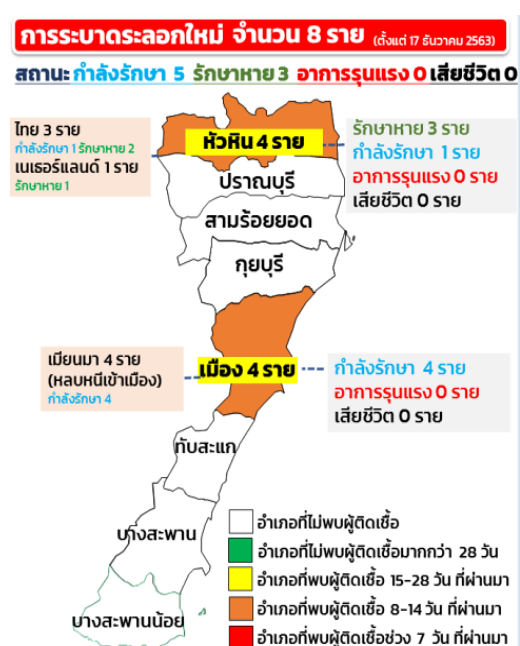 การระบาดระลอกใหม่ จำนวน 8 ราย (ตั้งแต่ 17 ธันวาคม 2563)
สถานะ กำลังรักษา 5 รักษาหาย 3 อาการรุนแรง 0 เสียชีวิต 0
ไทย 3 ราย
กำลังรักษา 1 รักษาหาย 2
เนเธอร์แลนด์ 1 ราย
รักษาหาย 1
หัวหิน 4 ราย
รักษาหาย 3 ราย
กำลังรักษา 1 ราย
อาการรุนแรง 0 ราย
เสียชีวิต 0 ราย
ปราณบุรี
สามร้อยยอด
กุยบุรี
เมียนมา 4 ราย
(หลบหนีเข้าเมือง)
กำลังรักษา 4
เมือง 4 ราย
กำลังรักษา 4 ราย
อาการรุนแรง 0 ราย
เสียชีวิต 0 ราย
ทับสะแก
บางสะพาน
บางสะพานน้อย
อำเภอที่ไม่พบผู้ติดเชื้อ
อำเภอที่ไม่พบผู้ติดเชื้อมากกว่า 28 วัน
อำเภอที่พบผู้ติดเชื้อ 15-28 วัน ที่ผ่านมา
อำเภอที่พบผู้ติดเชื้อ 8-14 วัน ที่ผ่านมา
อำเภอที่พบผู้ติดเชื้อช่วง 7 วัน ที่ผ่านมา